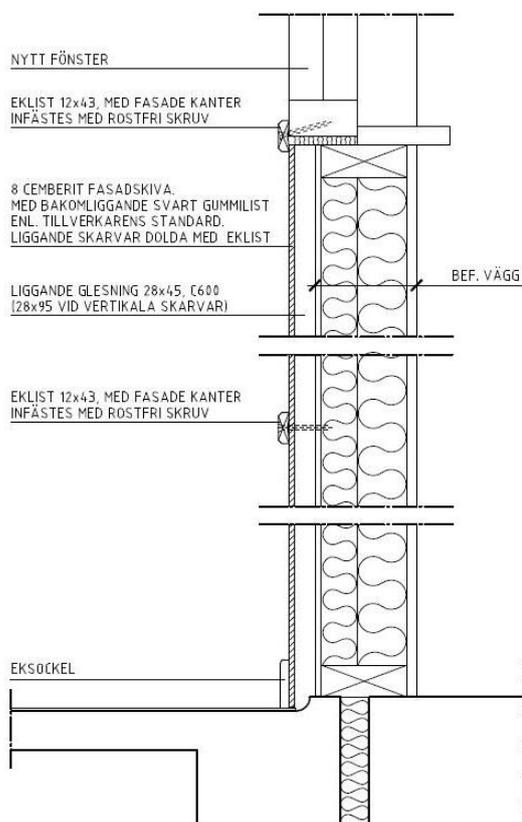 NYTT FÖNSTER
EKLIST 12x43, MED FASADE KANTER
INFÄSTES MED ROSTFRI SKRUV
8 CEMBERIT FASADSKIVA.
MED BAKOMLIGGANDE SVART GUMMILIST
ENL. TILLVERKARENS STANDARD.
LIGGANDE SKARVAR DOLDA MED EKLIST
LIGGANDE GLESNING 28x45, C600
(28x95 VID VERTIKALA SKARVAR)
BEF. VÄGG
EKLIST 12x43, MED FASADE KANTER
INFÄSTES MED ROSTFRI SKRUV
EKSOCKEL